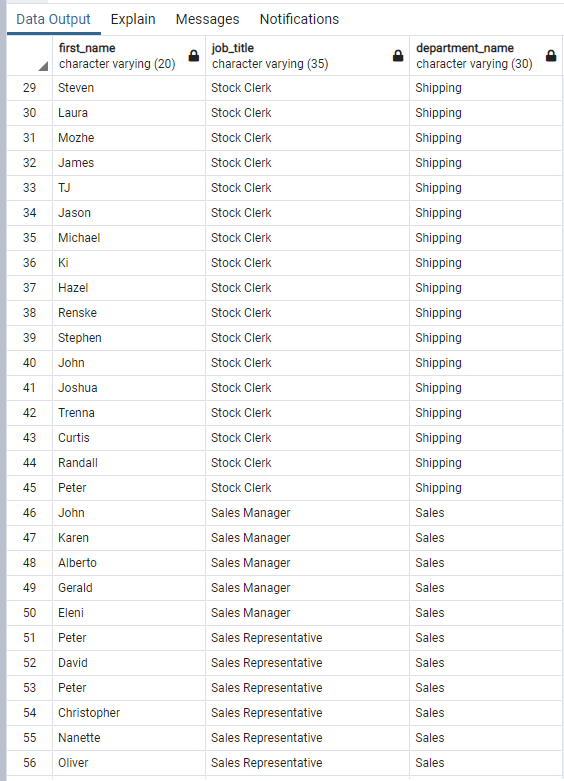 Data Output Explain Messages Notifications
first_name job_title department_name
character varying (20) character varying (35) character varying (30)
29 Steven Stock Clerk Shipping
30 Laura Stock Clerk Shipping
31 Mozhe Stock Clerk Shipping
32 James Stock Clerk Shipping
33 TJ Stock Clerk Shipping
34 Jason Stock Clerk Shipping
35 Michael Stock Clerk Shipping
36 Ki Stock Clerk Shipping
37 Hazel Stock Clerk Shipping
38 Renske Stock Clerk Shipping
39 Stephen Stock Clerk Shipping
40 John Stock Clerk Shipping
41 Joshua Stock Clerk Shipping
42 Trenna Stock Clerk Shipping
43 Curtis Stock Clerk Shipping
44 Randall Stock Clerk Shipping
45 Peter Stock Clerk Shipping
46 John Sales Manager Sales
47 Karen Sales Manager Sales
48 Alberto Sales Manager Sales
49 Gerald Sales Manager Sales
50 Eleni Sales Manager Sales
51 Peter Sales Representative Sales
52 David Sales Representative Sales
53 Peter Sales Representative Sales
54 Christopher Sales Representative Sales
55 Nanette Sales Representative Sales
56 Oliver Sales Representative Sales